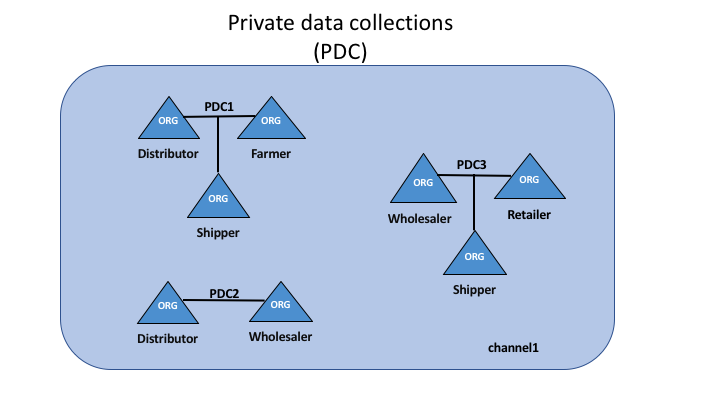 Private data collections
(PDC)
PDC1
ORG
ORG
Distributor
Farmer
ORG
Shipper
PDC3
ORG
ORG
Wholesaler
Retailer
ORG
Shipper
PDC2
ORG
ORG
Distributor
Wholesaler
channel1